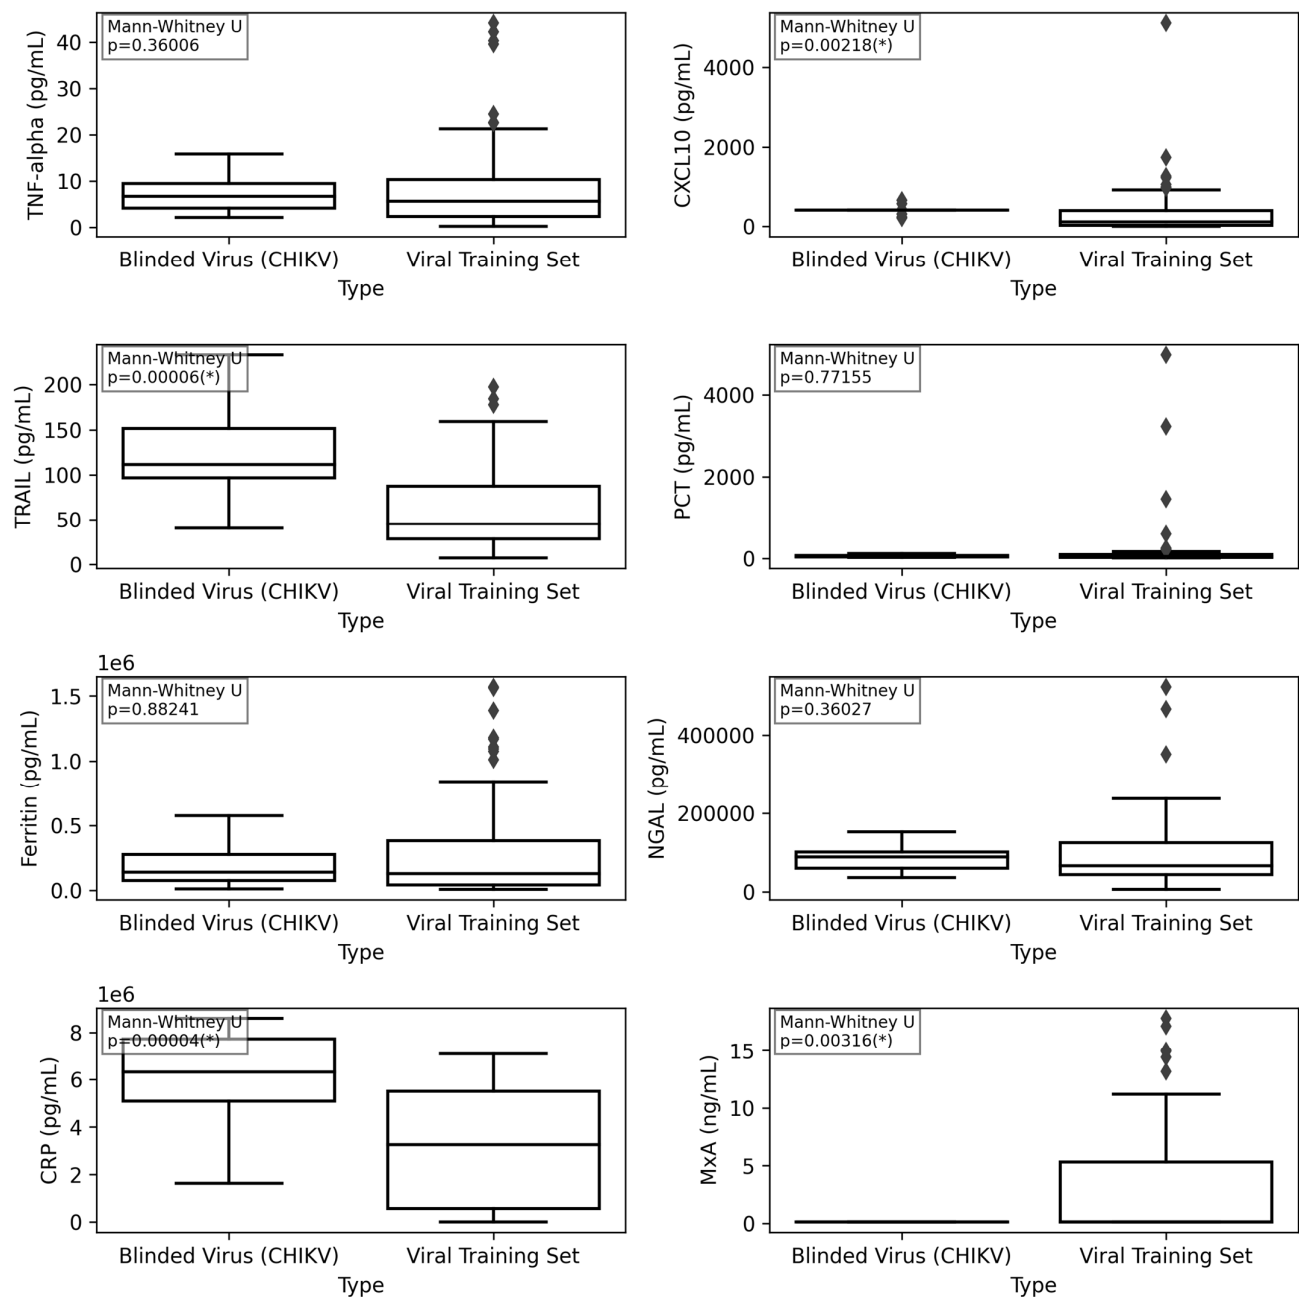 Mann-Whitney U
p=0.36006
TNF-alpha (pg/mL)
40
30
20
10
0
Blinded Virus (CHIKV)
Viral Training Set
Type
Mann-Whitney U
p=0.00218(*)
CXCL10 (pg/mL)
4000
2000
0
Blinded Virus (CHIKV)
Viral Training Set
Type
Mann-Whitney U
p=0.00006(*)
TRAIL (pg/mL)
200
150
100
50
0
Blinded Virus (CHIKV)
Viral Training Set
Type
Mann-Whitney U
p=0.77155
PCT (pg/mL)
4000
2000
0
Blinded Virus (CHIKV)
Viral Training Set
Type
1e6
Mann-Whitney U
p=0.88241
Ferritin (pg/mL)
1.5
1.0
0.5
0.0
Blinded Virus (CHIKV)
Viral Training Set
Type
Mann-Whitney U
p=0.36027
NGAL (pg/mL)
400000
200000
0
Blinded Virus (CHIKV)
Viral Training Set
Type
1e6
Mann-Whitney U
p=0.00004(*)
CRP (pg/mL)
8
6
4
2
0
Blinded Virus (CHIKV)
Viral Training Set
Type
Mann-Whitney U
p=0.00316(*)
MxA (ng/mL)
15
10
5
0
Blinded Virus (CHIKV)
Viral Training Set
Type